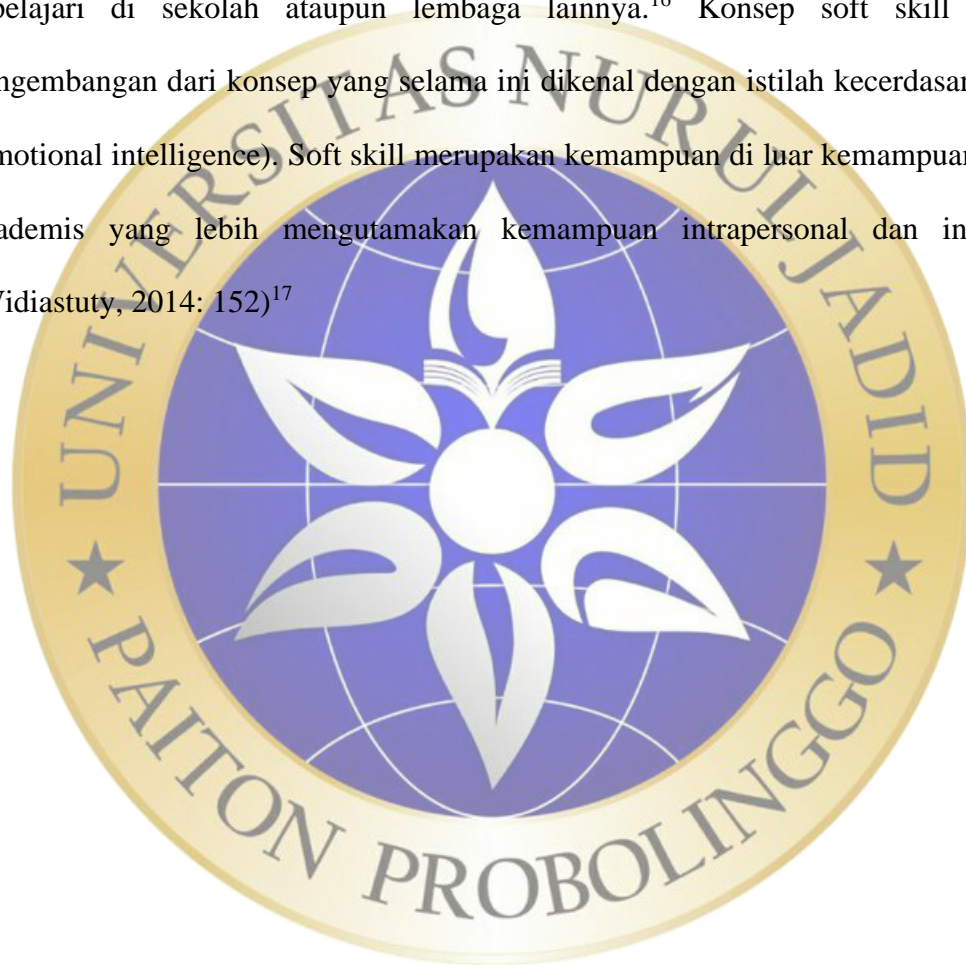 pelajari di sekolah ataupun lembaga lainnya.16 Konsep soft skill
ngembangan dari konsep yang selama ini dikenal dengan istilah kecerdasan
motional intelligence). Soft skill merupakan kemampuan di luar kemampuan
ademis yang lebih mengutamakan kemampuan intrapersonal dan in
idiastuty, 2014: 152)17
UNIVERSITAS NURUL JADID
★ PAITON PROBOLINGGO ★